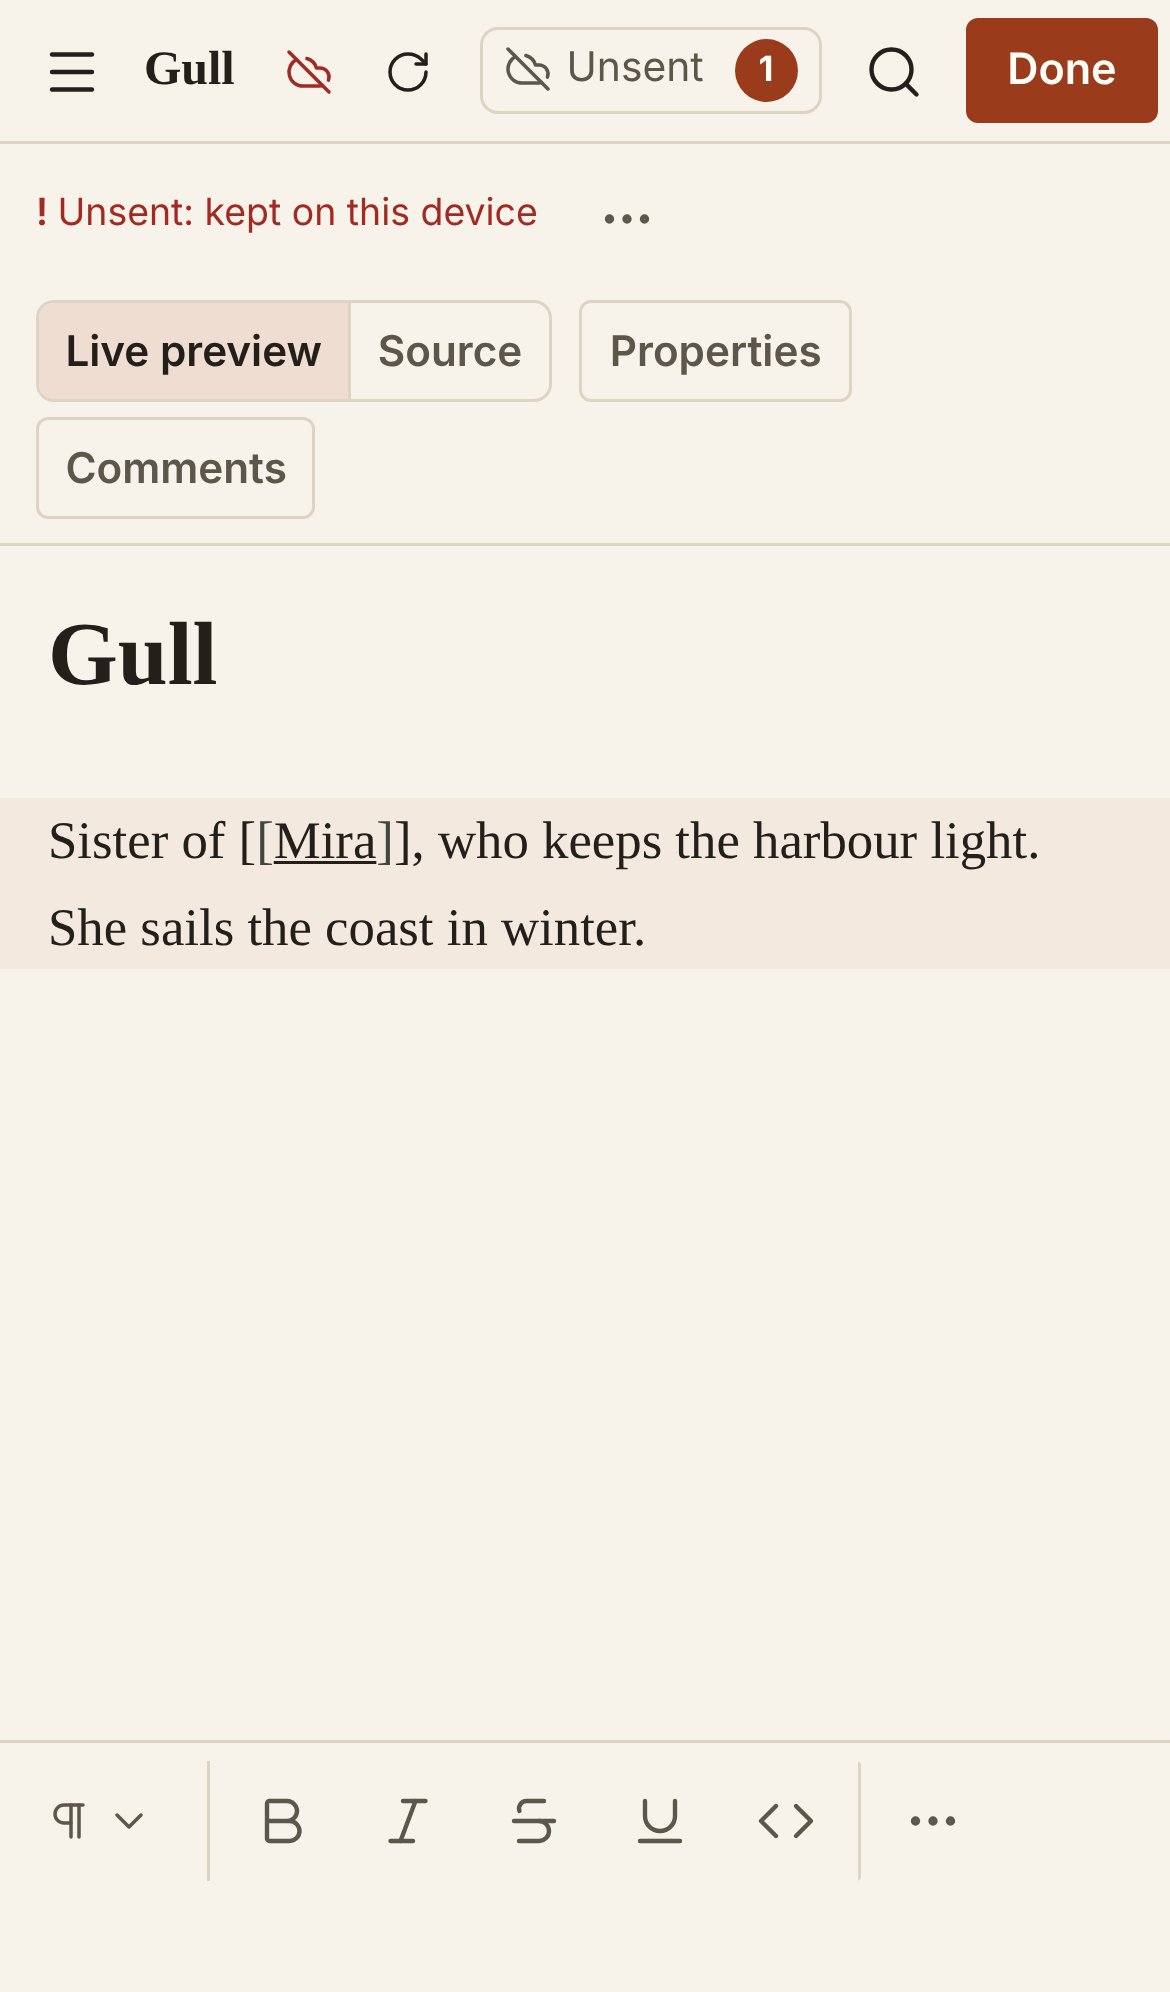 Gull Unsent 1 Done
! Unsent: kept on this device
Live preview Source Properties
Comments
Gull
Sister of [[Mira]], who keeps the harbour light.
She sails the coast in winter.